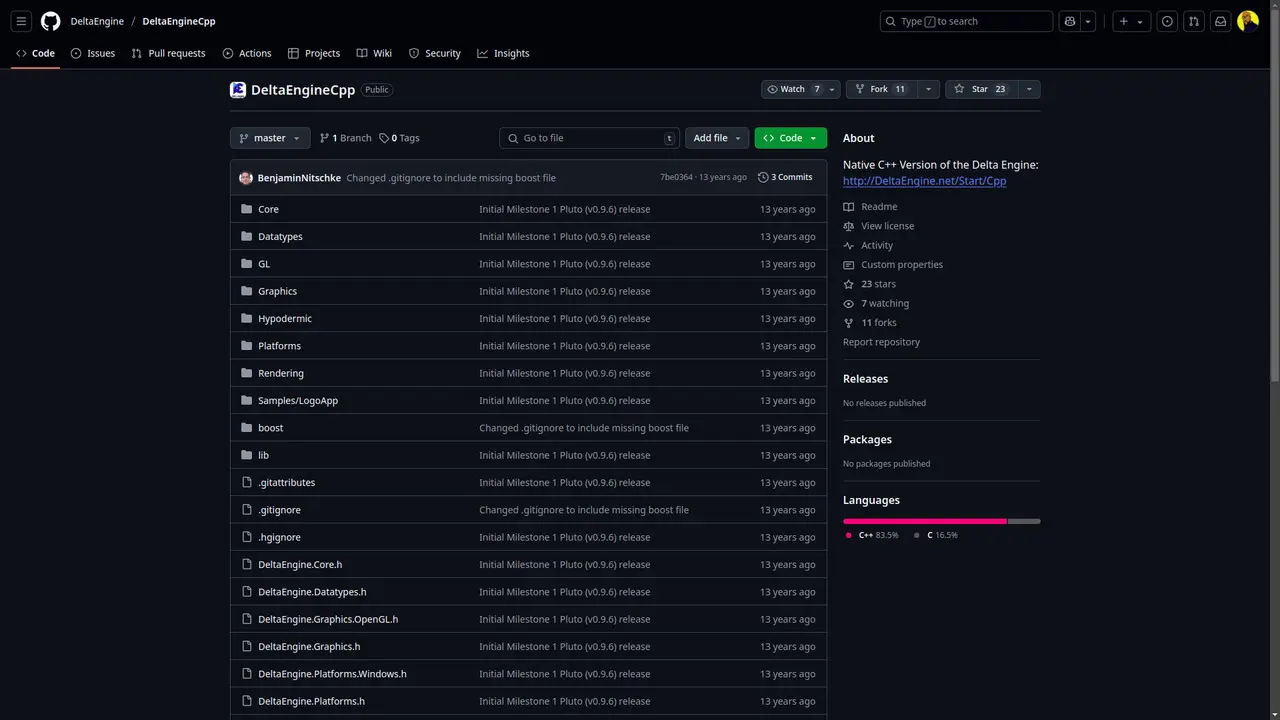 DeltaEngine / DeltaEngineCpp
Type / to search
Code Issues Pull requests Actions Projects Wiki Security Insights
DeltaEngineCpp Public
Watch 7 Fork 11 Star 23
master 1 Branch 0 Tags Go to file t Add file Code
BenjaminNitschke Changed .gitignore to include missing boost file 7be0364 · 13 years ago 3 Commits
Core Initial Milestone 1 Pluto (v0.9.6) release 13 years ago
Datatypes Initial Milestone 1 Pluto (v0.9.6) release 13 years ago
GL Initial Milestone 1 Pluto (v0.9.6) release 13 years ago
Graphics Initial Milestone 1 Pluto (v0.9.6) release 13 years ago
Hypodermic Initial Milestone 1 Pluto (v0.9.6) release 13 years ago
Platforms Initial Milestone 1 Pluto (v0.9.6) release 13 years ago
Rendering Initial Milestone 1 Pluto (v0.9.6) release 13 years ago
Samples/LogoApp Initial Milestone 1 Pluto (v0.9.6) release 13 years ago
boost Changed .gitignore to include missing boost file 13 years ago
lib Initial Milestone 1 Pluto (v0.9.6) release 13 years ago
.gitattributes Initial Milestone 1 Pluto (v0.9.6) release 13 years ago
.gitignore Changed .gitignore to include missing boost file 13 years ago
.hgignore Initial Milestone 1 Pluto (v0.9.6) release 13 years ago
DeltaEngine.Core.h Initial Milestone 1 Pluto (v0.9.6) release 13 years ago
DeltaEngine.Datatypes.h Initial Milestone 1 Pluto (v0.9.6) release 13 years ago
DeltaEngine.Graphics.OpenGL.h Initial Milestone 1 Pluto (v0.9.6) release 13 years ago
DeltaEngine.Graphics.h Initial Milestone 1 Pluto (v0.9.6) release 13 years ago
DeltaEngine.Platforms.Windows.h Initial Milestone 1 Pluto (v0.9.6) release 13 years ago
DeltaEngine.Platforms.h Initial Milestone 1 Pluto (v0.9.6) release 13 years ago
About
Native C++ Version of the Delta Engine:
http://DeltaEngine.net/Start/Cpp
Readme
View license
Activity
Custom properties
23 stars
7 watching
11 forks
Report repository
Releases
No releases published
Packages
No packages published
Languages
C++ 83.5% C 16.5%